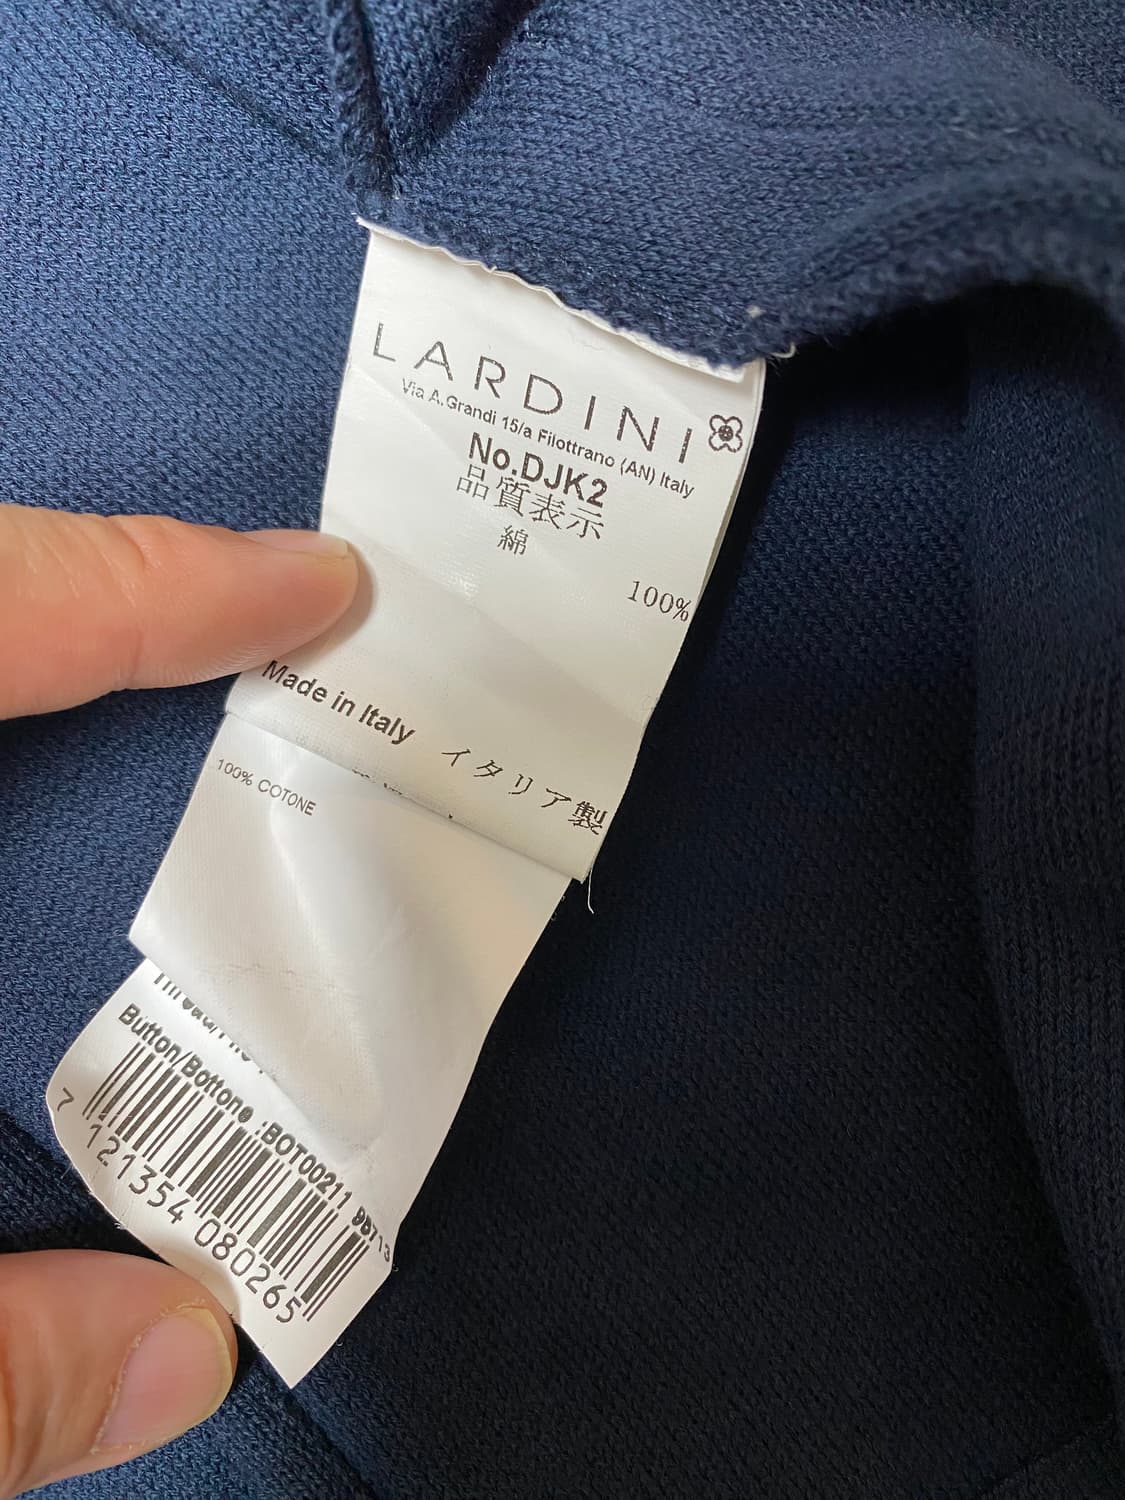 LARDINI
Via A.Grandi 15/a Filottrano (AN) Italy
No.DJK2
品質表示
綿
100%
Made in Italy イタリア製
100% COTONE
Button/Bottone :BOT00211
7 121354 080265